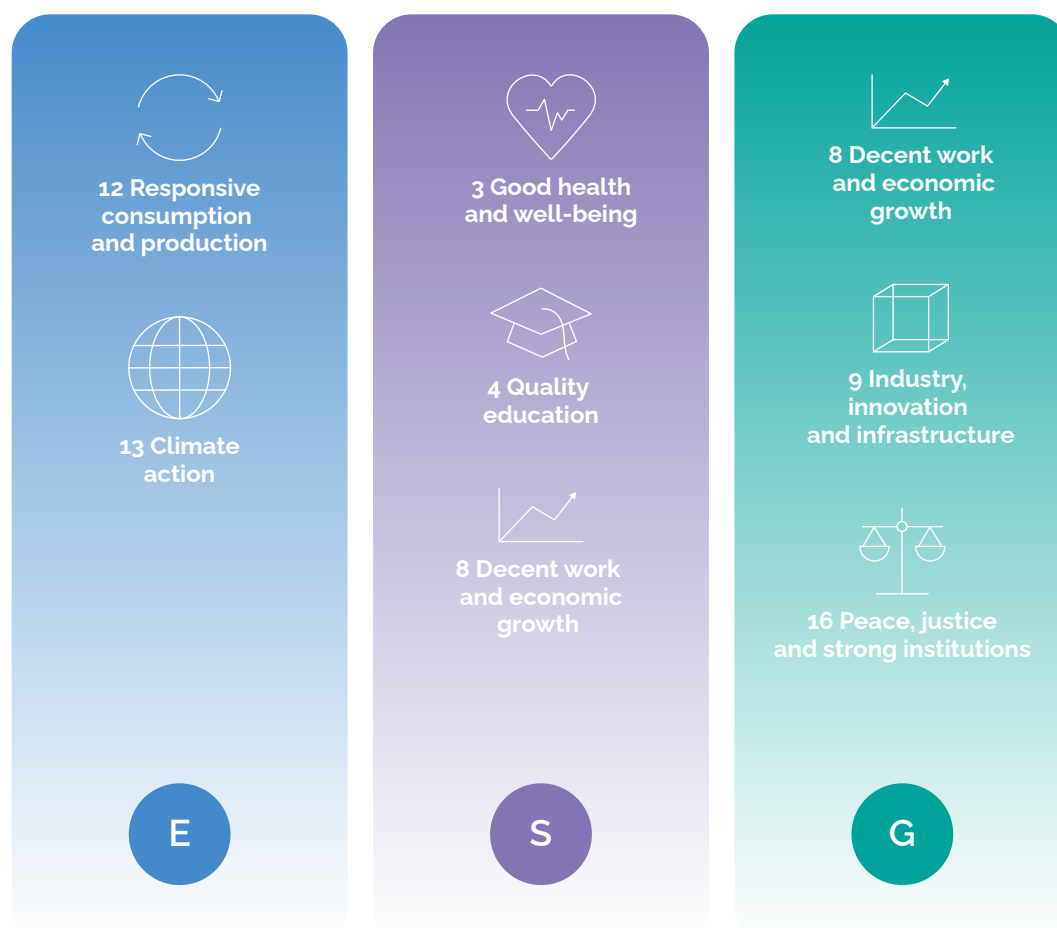 12 Responsive
consumption
and production
13 Climate
action
E
3 Good health
and well-being
4 Quality
education
8 Decent work
and economic
growth
S
8 Decent work
and economic
growth
9 Industry,
innovation
and infrastructure
16 Peace, justice
and strong institutions
G